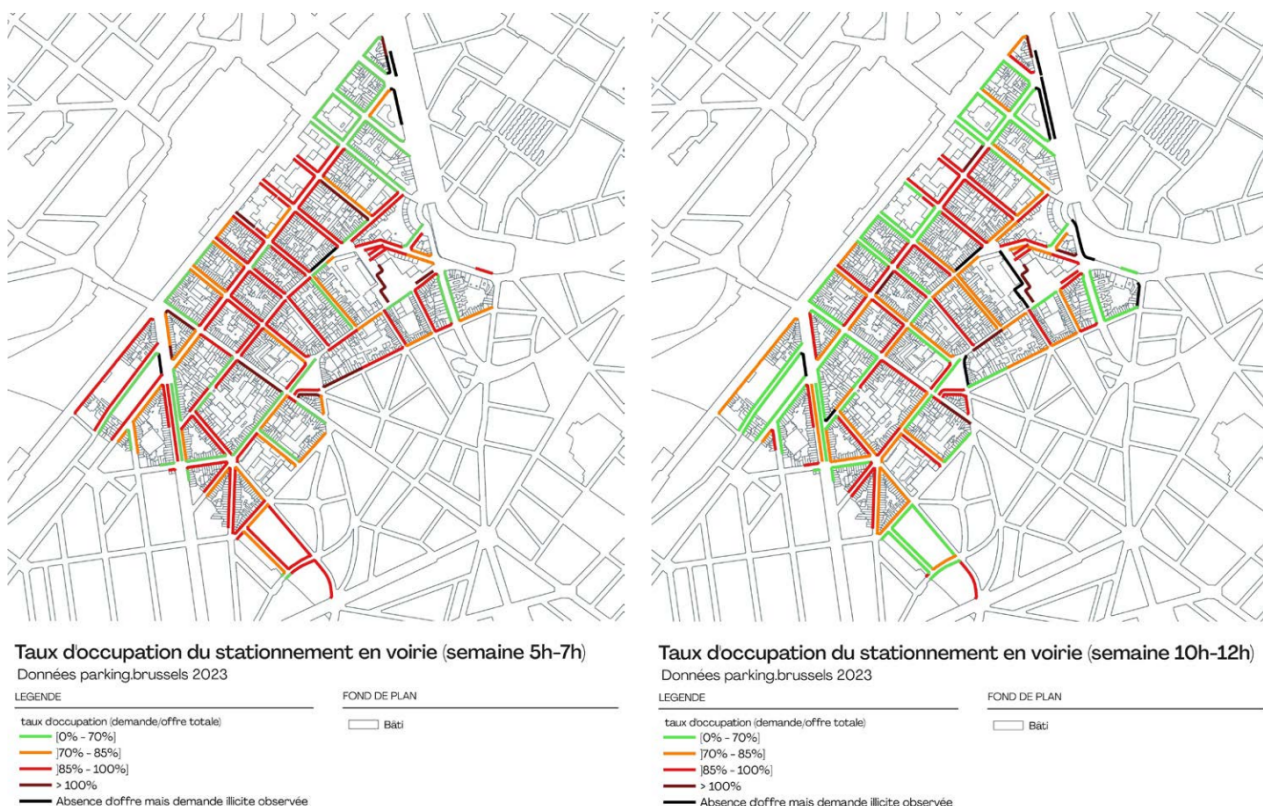 Taux d'occupation du stationnement en voirie (semaine 5h-7h)
Données parking.brussels 2023
LEGENDE
FOND DE PLAN
taux d'occupation (demande/offre totale)
[0% - 70%]
]70% - 85%]
]85% - 100%]
> 100%
Absence d'offre mais demande illicite observée
Bâti
Taux d'occupation du stationnement en voirie (semaine 10h-12h)
Données parking.brussels 2023
LEGENDE
FOND DE PLAN
taux d'occupation (demande/offre totale)
[0% - 70%]
]70% - 85%]
]85% - 100%]
> 100%
Absence d'offre mais demande illicite observée
Bâti